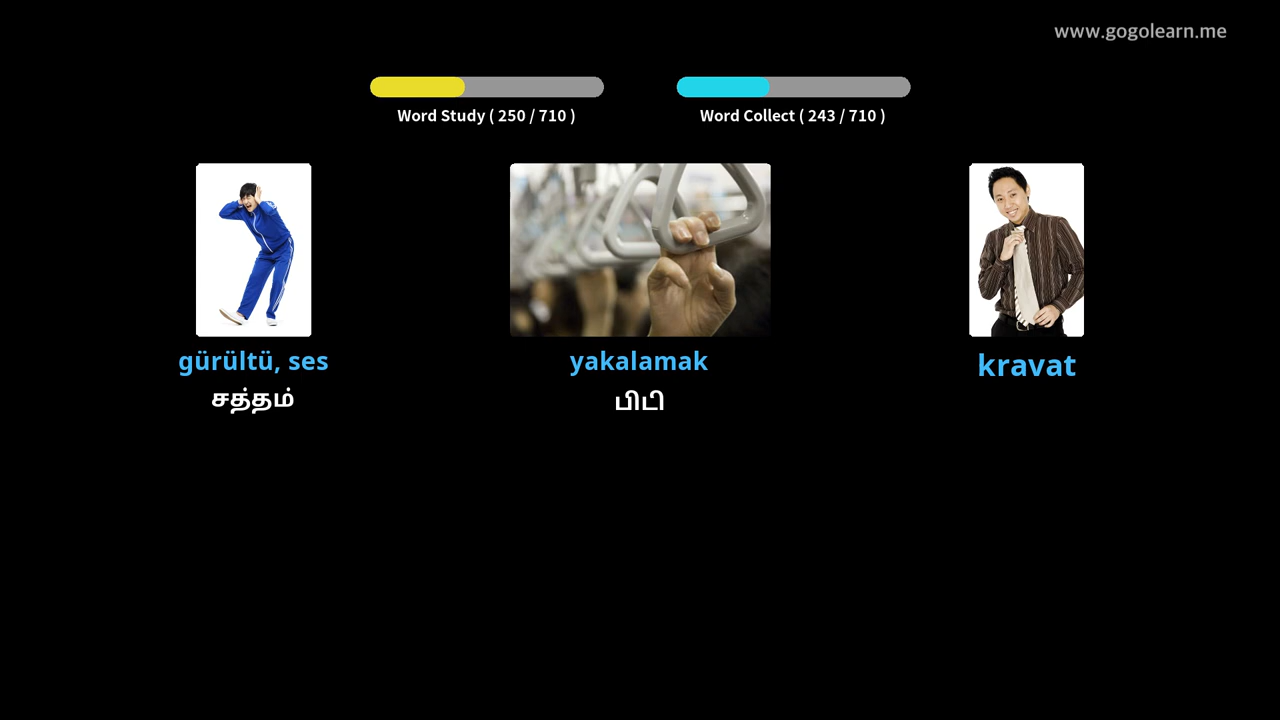 www.gogolearn.me
Word Study ( 250 / 710 )
Word Collect ( 243 / 710 )
gürültü, ses
சத்தம்
yakalamak
பிடி
kravat